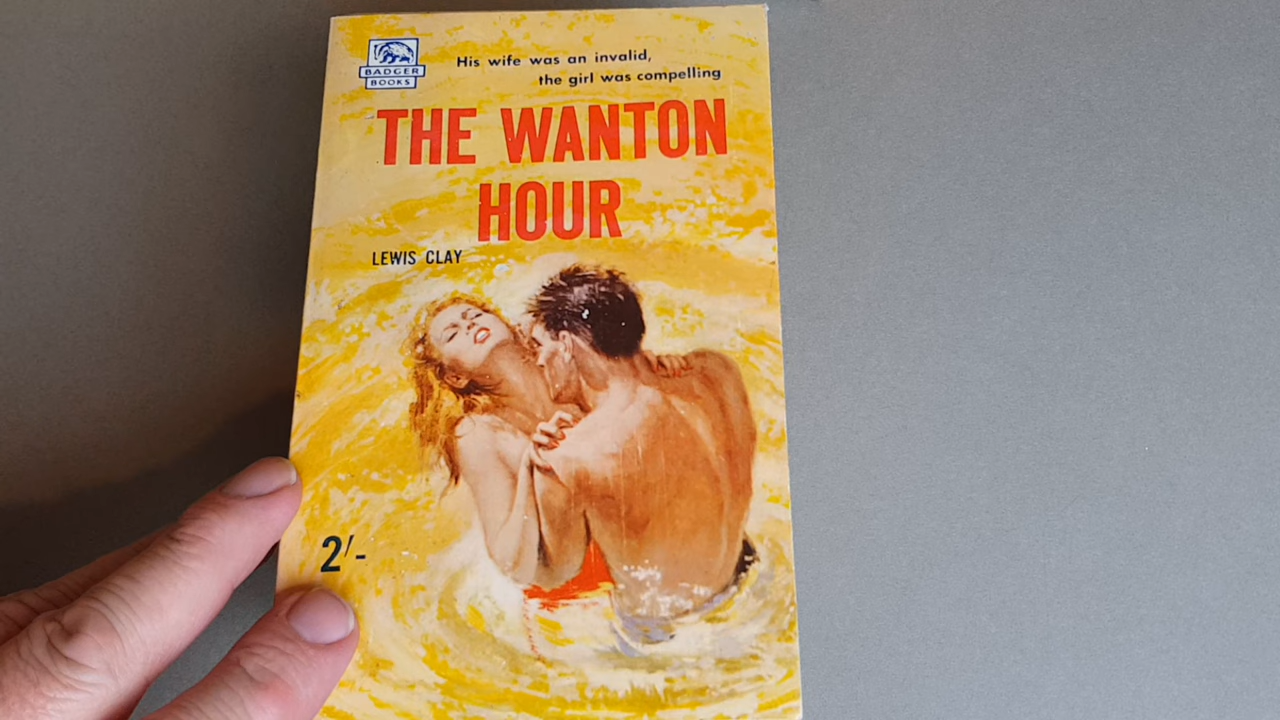 BADGER
BOOKS
His wife was an invalid,
the girl was compelling
THE WANTON
HOUR
LEWIS CLAY
2/-